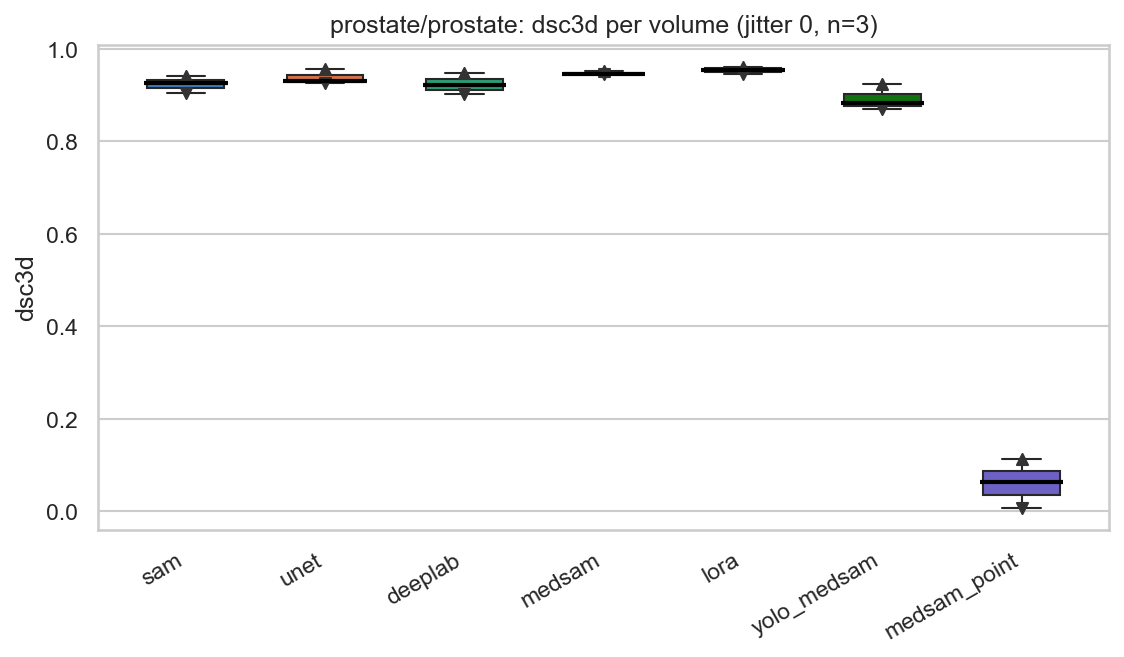 prostate/prostate: dsc3d per volume (jitter 0, n=3)
dsc3d
1.0
0.8
0.6
0.4
0.2
0.0
sam
unet
deeplab
medsam
lora
yolo_medsam
medsam_point